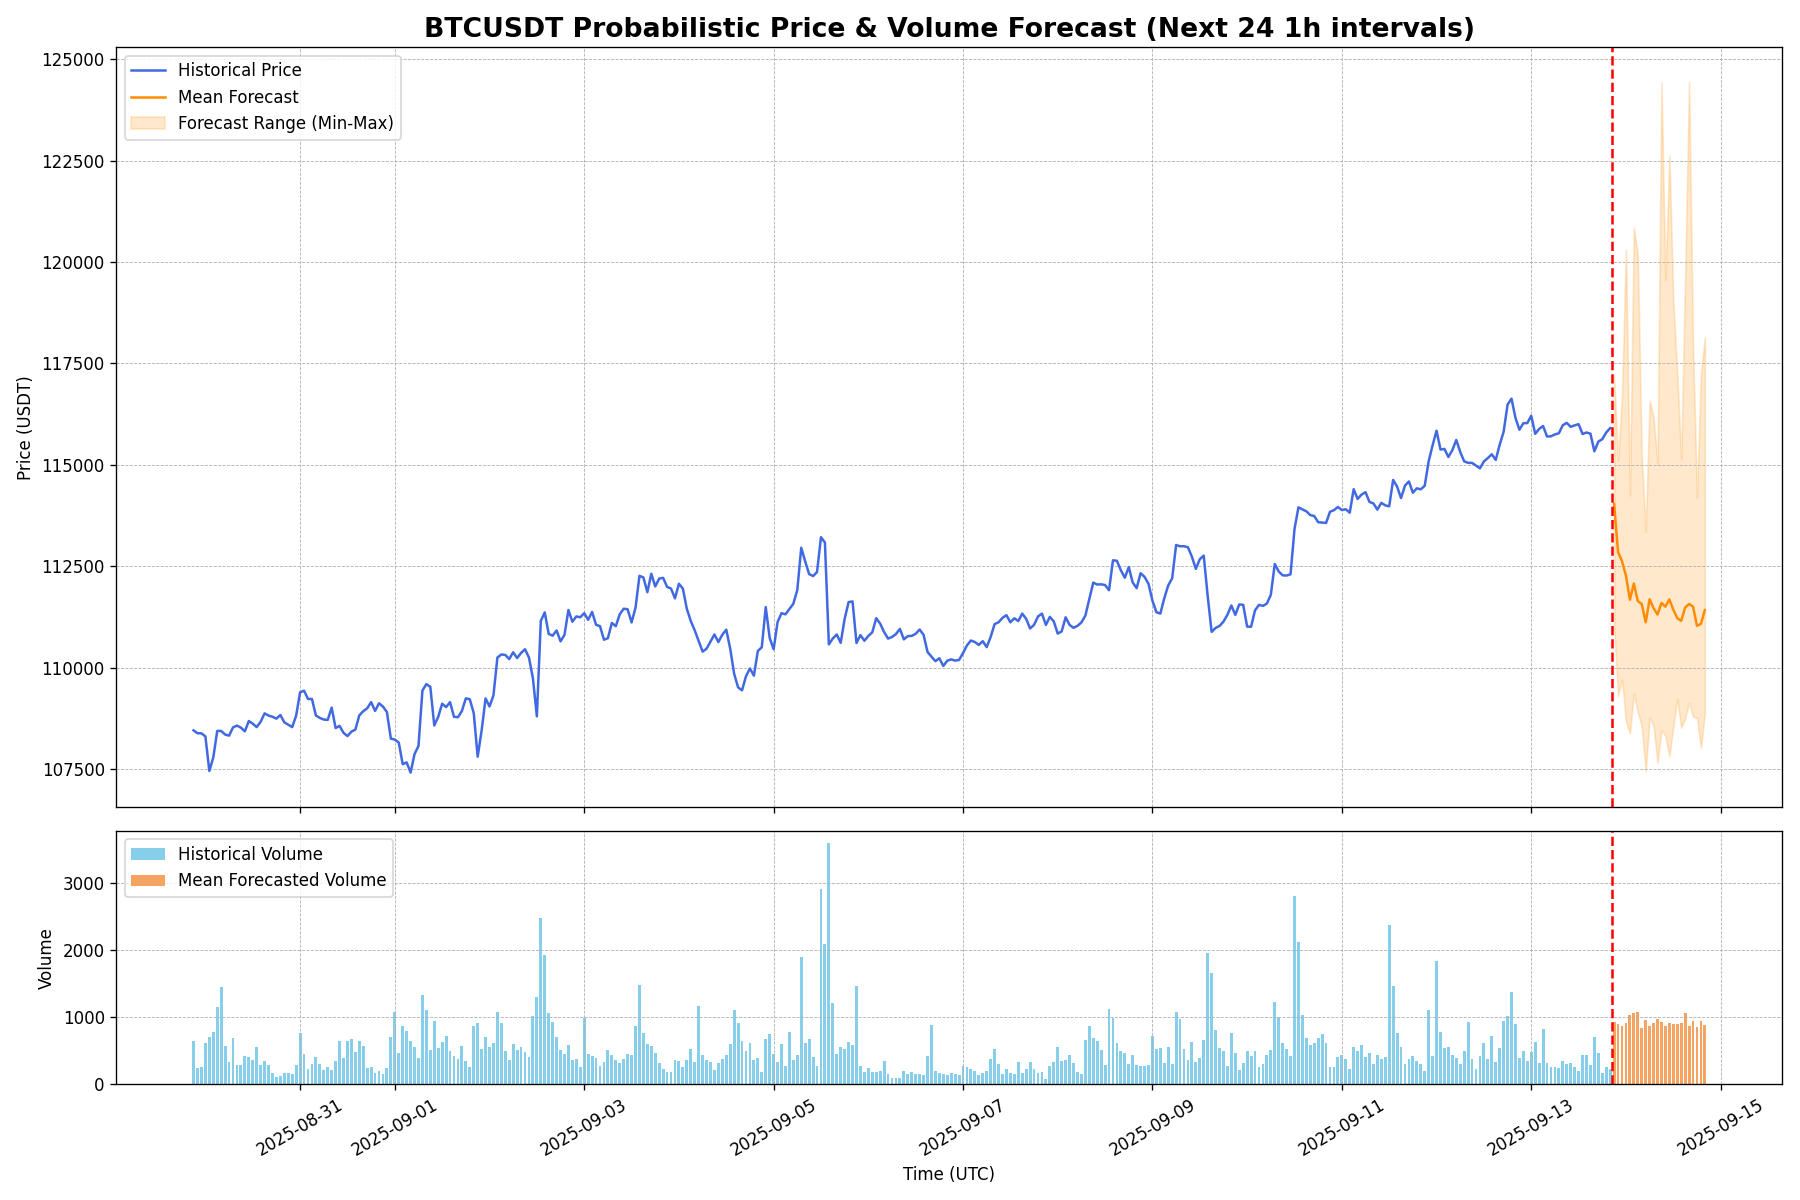 BTCUSDT Probabilistic Price & Volume Forecast (Next 24 1h intervals)
Historical Price
Mean Forecast
Forecast Range (Min-Max)
Price (USDT)
125000
122500
120000
117500
115000
112500
110000
107500
Historical Volume
Mean Forecasted Volume
Volume
3000
2000
1000
0
2025-08-31
2025-09-01
2025-09-03
2025-09-05
2025-09-07
2025-09-09
2025-09-11
2025-09-13
2025-09-15
Time (UTC)